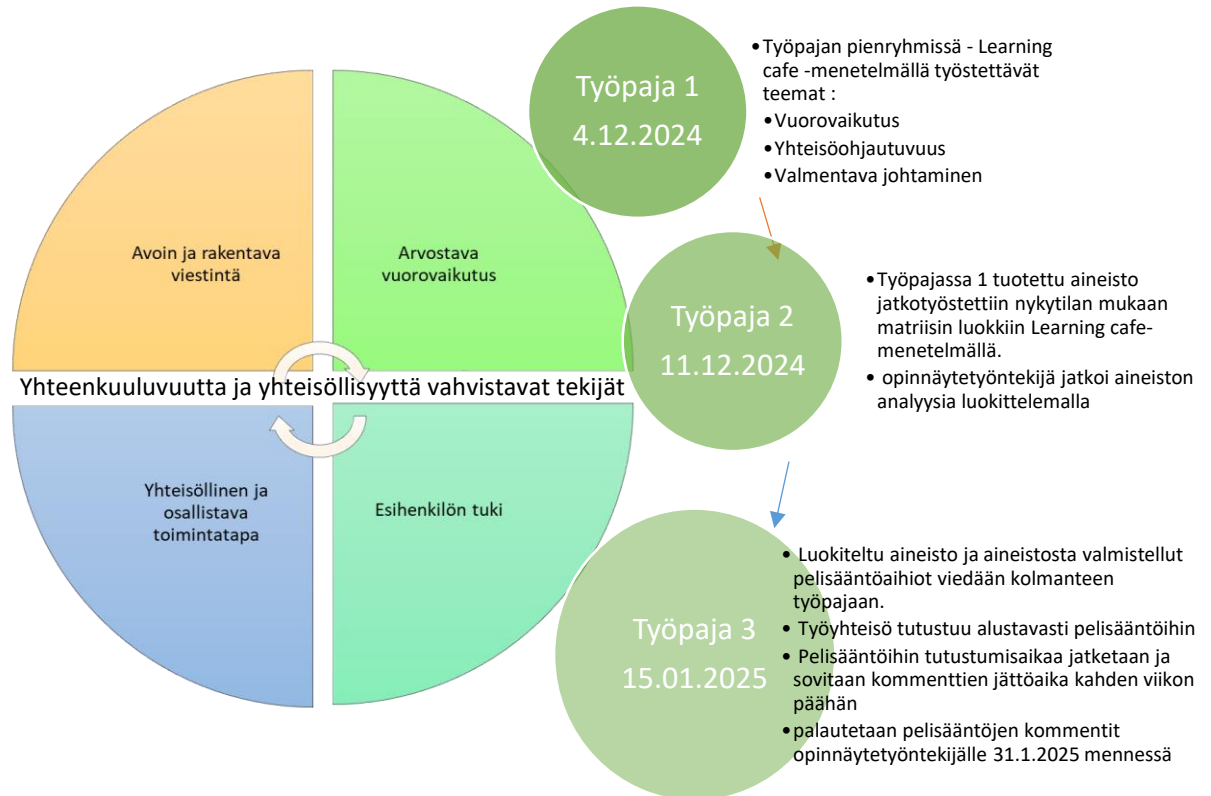 Avoin ja rakentava
viestintä
Arvostava
vuorovaikutus
Yhteenkuuluvuutta ja yhteisöllisyyttä vahvistavat tekijät
Yhteisöllinen ja
osallistava
toimintatapa
Esihenkilön tuki
Työpaja 1
4.12.2024
•Työpajan pienryhmissä - Learning
cafe -menetelmällä työstettävät
teemat :
•Vuorovaikutus
•Yhteisöohjautuvuus
•Valmentava johtaminen
Työpaja 2
11.12.2024
•Työpajassa 1 tuotettu aineisto
jatkotyöstettiin nykytilan mukaan
matriisin luokkiin Learning cafe-
menetelmällä.
• opinnäytetyöntekijä jatkoi aineiston
analyysia luokittelemalla
Työpaja 3
15.01.2025
• Luokiteltu aineisto ja aineistosta valmistellut
pelisääntöaihiot viedään kolmanteen
työpajaan.
• Työyhteisö tutustuu alustavasti pelisääntöihin
• Pelisääntöihin tutustumisaikaa jatketaan ja
sovitaan kommenttien jättöaika kahden viikon
päähän
•palautetaan pelisääntöjen kommentit
opinnäytetyöntekijälle 31.1.2025 mennessä